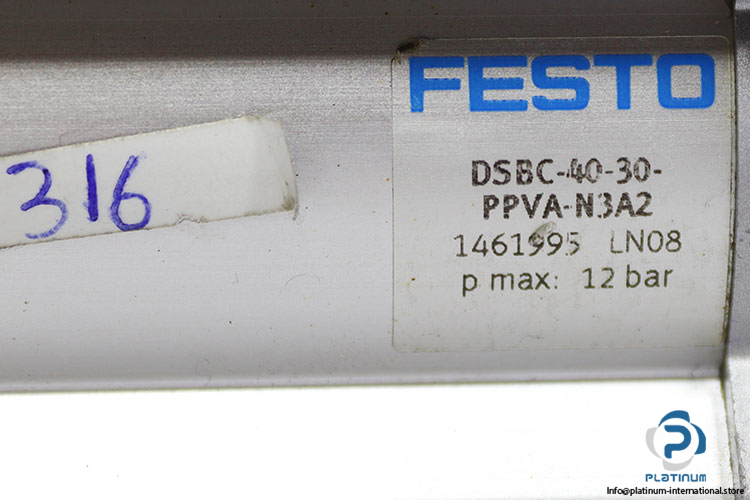 FESTO
DSBC-40-30-
PPVA-N3A2
1461995 LN08
p max: 12 bar
316
P
PLATINUM
Info@platinum-international.store